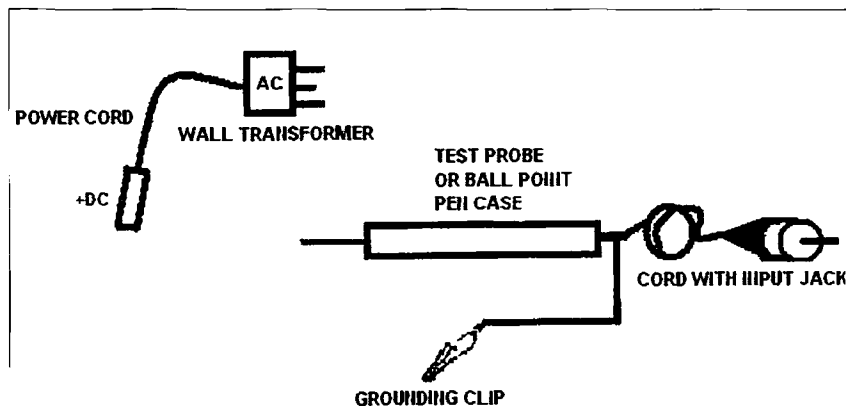 AC
POWER CORD
WALL TRANSFORMER
+DC
TEST PROBE
OR BALL POINT
PEN CASE
CORD WITH INPUT JACK
GROUNDING CLIP